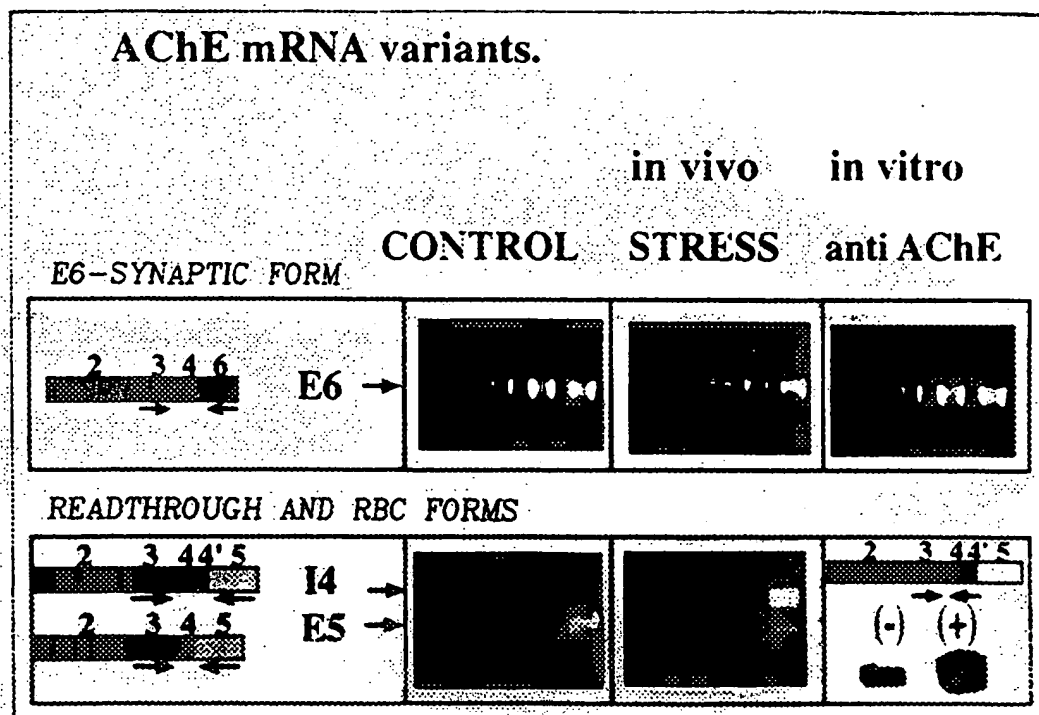 AChE mRNA variants.
in vivo in vitro
CONTROL STRESS anti AChE
E6-SYNAPTIC FORM
2 3 4 6
E6
READTHROUGH AND RBC FORMS
2 3 4 4' 5
I4
2 3 4 5
E5
2 3 4 4' 5
(-) (+)